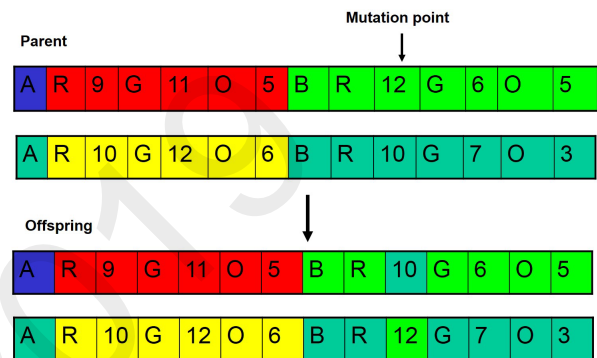 Mutation point
Parent
A R 9 G 11 O 5 B R 12 G 6 O 5
A R 10 G 12 O 6 B R 10 G 7 O 3
Offspring
A R 9 G 11 O 5 B R 10 G 6 O 5
A R 10 G 12 O 6 B R 12 G 7 O 3